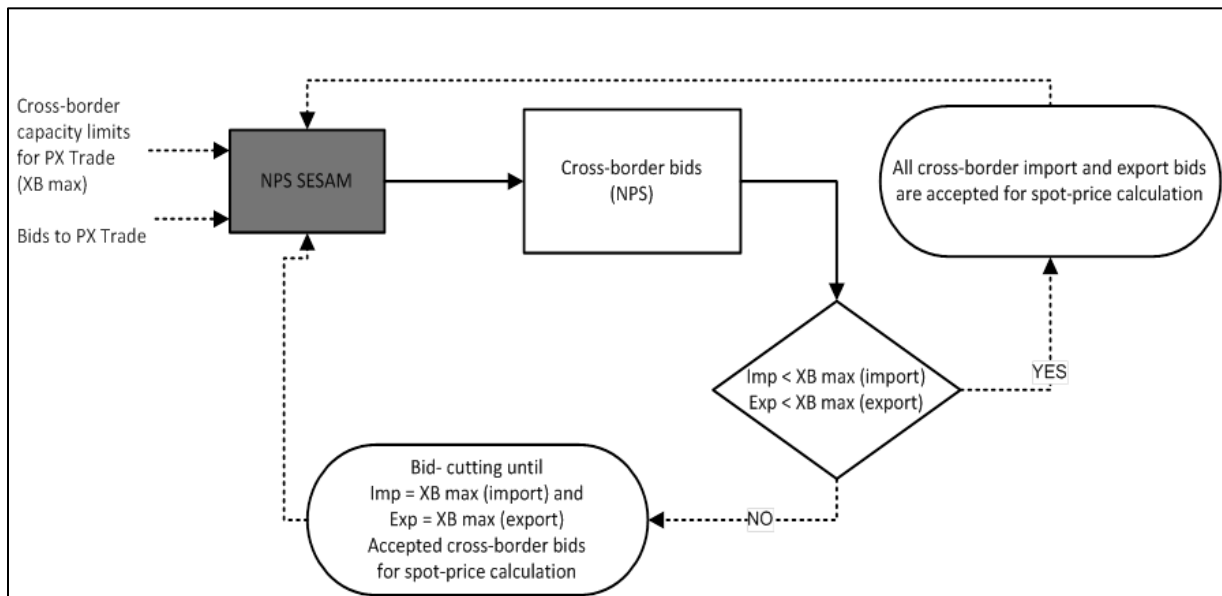 Cross-border
capacity limits
for PX Trade
(XB max)
Bids to PX Trade
NPS SESAM
Cross-border bids
(NPS)
All cross-border import and export bids
are accepted for spot-price calculation
Imp < XB max (import)
Exp < XB max (export)
YES
NO
Bid- cutting until
Imp = XB max (import) and
Exp = XB max (export)
Accepted cross-border bids
for spot-price calculation